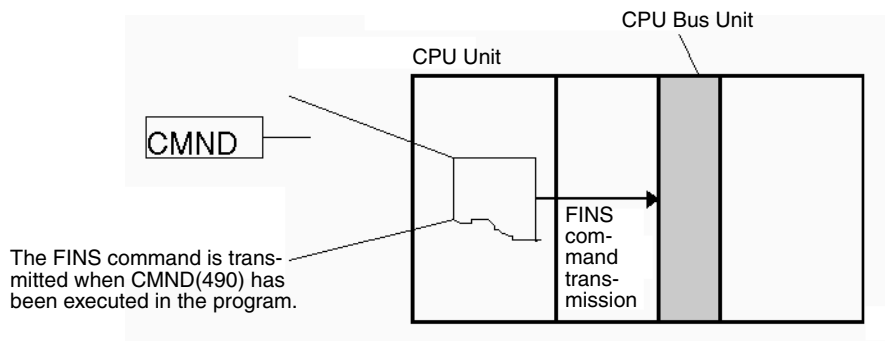 CPU Bus Unit
CPU Unit
CMND
FINS
com-
mand
trans-
mission
The FINS command is trans-
mitted when CMND(490) has
been executed in the program.